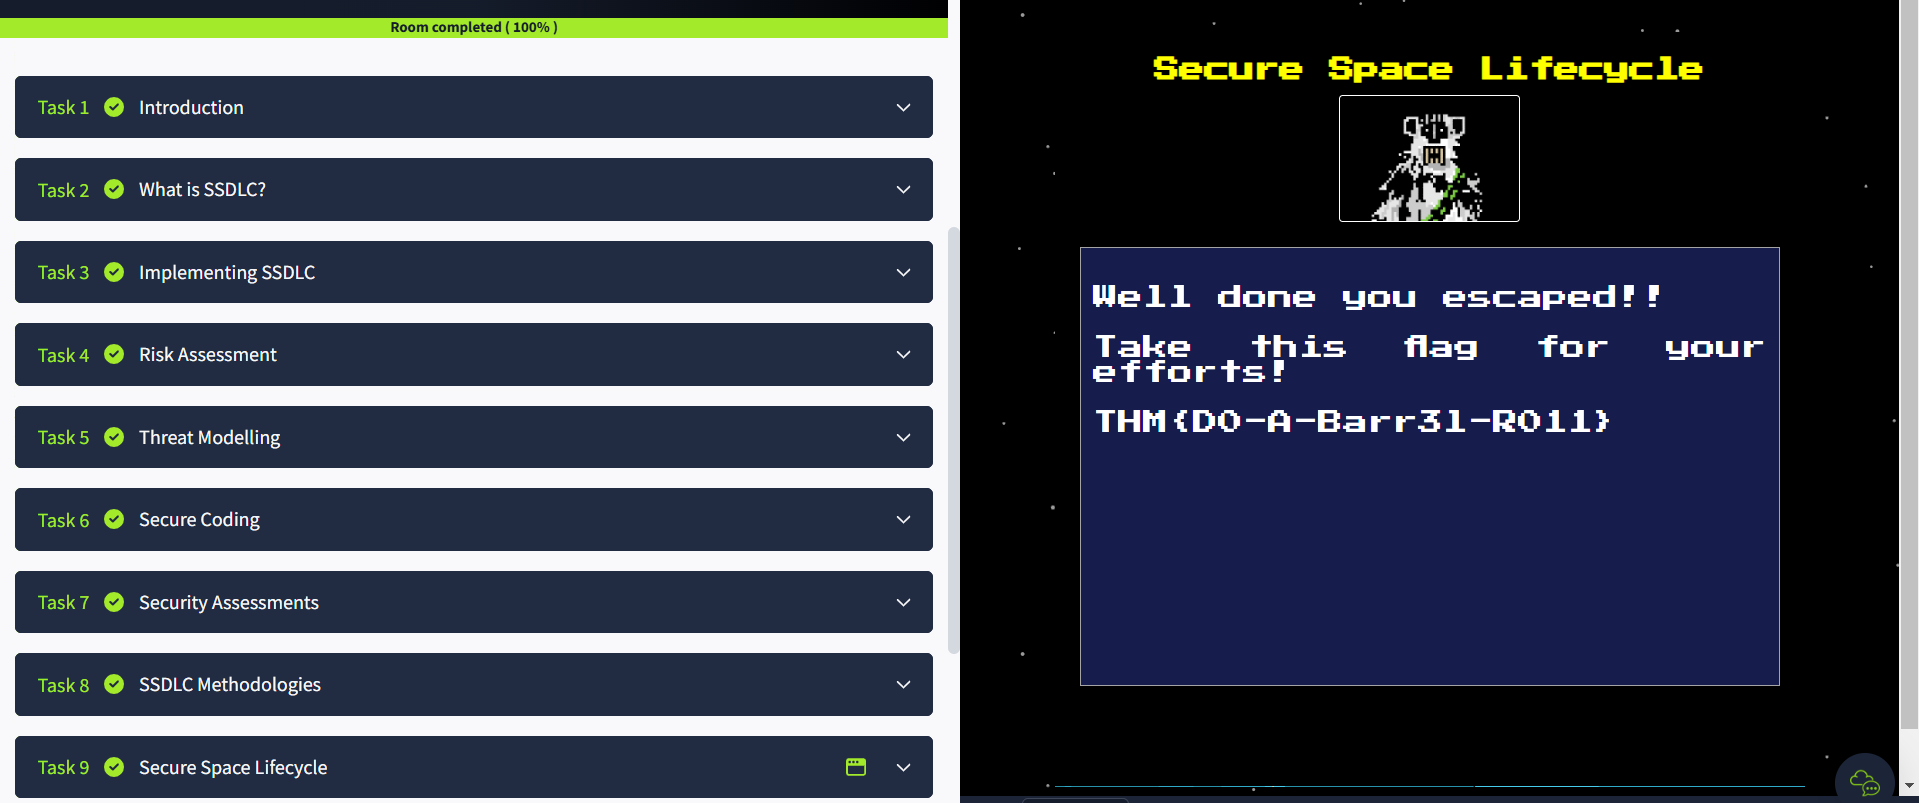 Room completed ( 100% )
Task 1 Introduction
Task 2 What is SSDLC?
Task 3 Implementing SSDLC
Task 4 Risk Assessment
Task 5 Threat Modelling
Task 6 Secure Coding
Task 7 Security Assessments
Task 8 SSDLC Methodologies
Task 9 Secure Space Lifecycle
Secure Space Lifecycle
Well done you escaped!!
Take this flag for your
efforts!
THM{D0-A-Barr3l-R0ll}